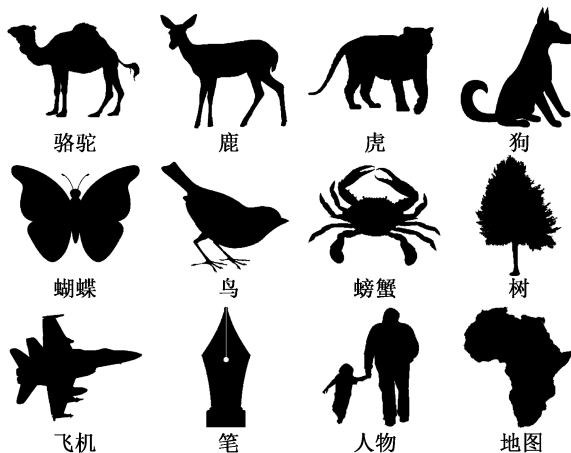 骆驼 鹿 虎 狗
蝴蝶 鸟 螃蟹 树
飞机 笔 人物 地图